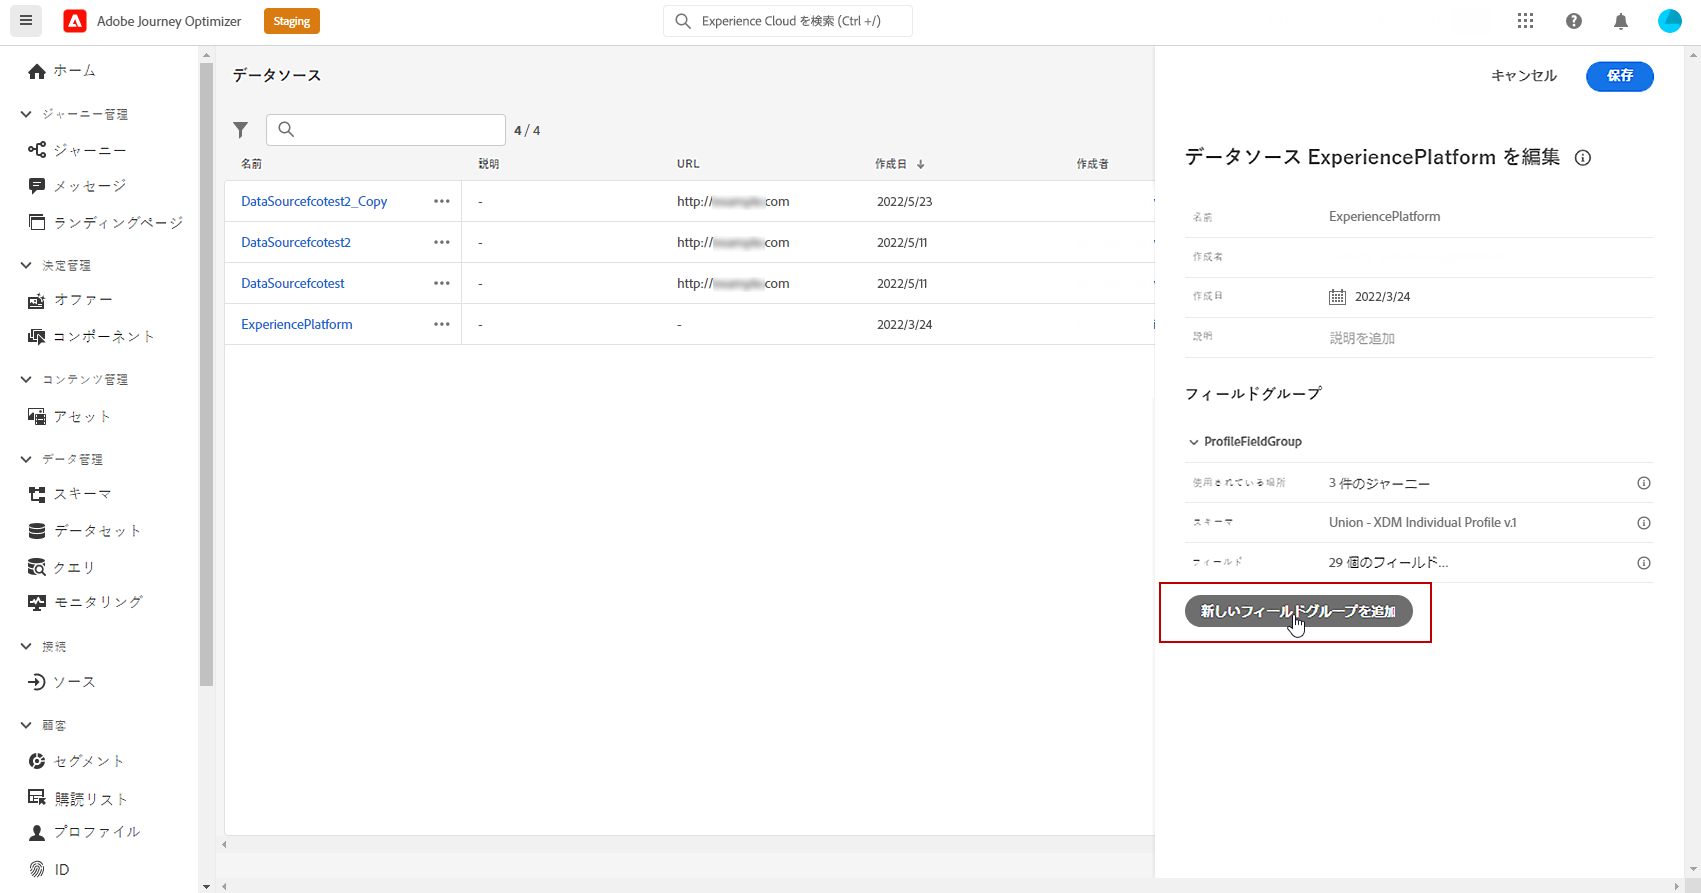 Adobe Journey Optimizer
Staging
Experience Cloud を検索 (Ctrl +/)
ホーム
ジャーニー管理
ジャーニー
メッセージ
ランディングページ
決定管理
オファー
コンポーネント
コンテンツ管理
アセット
データ管理
スキーマ
データセット
クエリ
モニタリング
接続
ソース
顧客
セグメント
購読リスト
プロファイル
ID
データソース
4 / 4
名前 説明 URL 作成日 作成者
DataSourcefcotest2_Copy - http:// com 2022/5/23
DataSourcefcotest2 - http:// com 2022/5/11
DataSourcefcotest - http:// com 2022/5/11
ExperiencePlatform - - 2022/3/24
キャンセル 保存
データソース ExperiencePlatform を編集
名前 ExperiencePlatform
作成者
作成日 2022/3/24
説明 説明を追加
フィールドグループ
ProfileFieldGroup
使用されている場所 3 件のジャーニー
スキーマ Union - XDM Individual Profile v.1
フィールド 29 個のフィールド...
新しいフィールドグループを追加